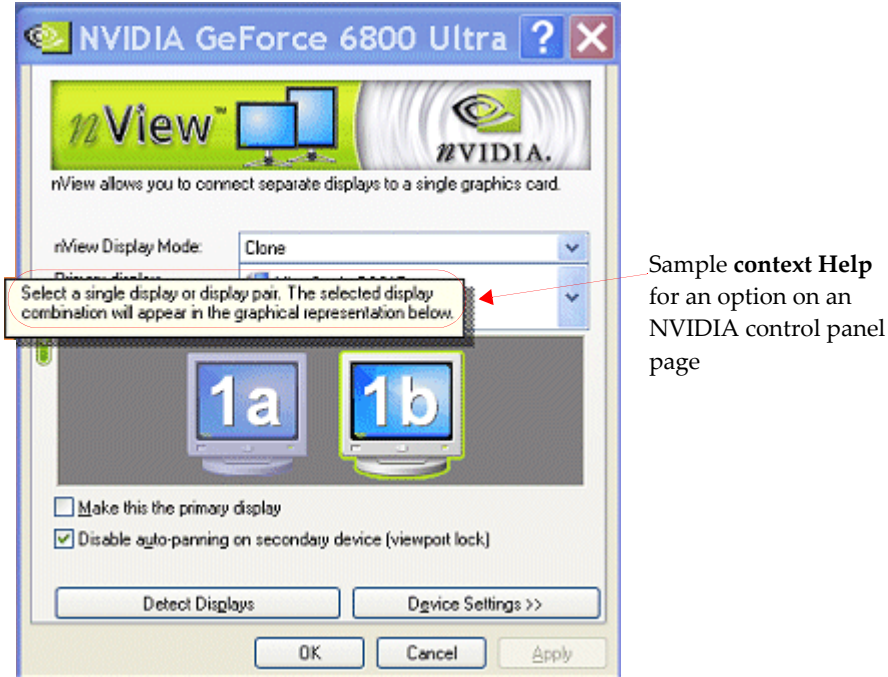 NVIDIA GeForce 6800 Ultra ? X
nView™
nVIDIA.
nView allows you to connect separate displays to a single graphics card.
nView Display Mode: Clone
Select a single display or display pair. The selected display
combination will appear in the graphical representation below.
Sample context Help
for an option on an
NVIDIA control panel
page
1a 1b
Make this the primary display
Disable auto-panning on secondary device (viewport lock)
Detect Displays Device Settings >>
OK Cancel Apply